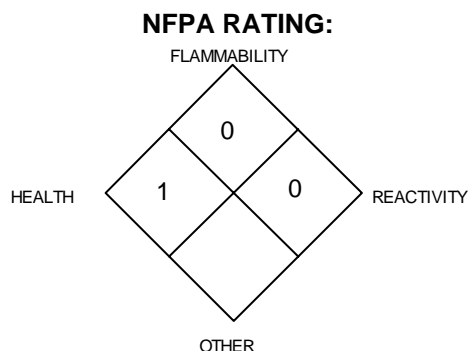 NFPA RATING:
FLAMMABILITY
0
HEALTH 1 0 REACTIVITY
OTHER